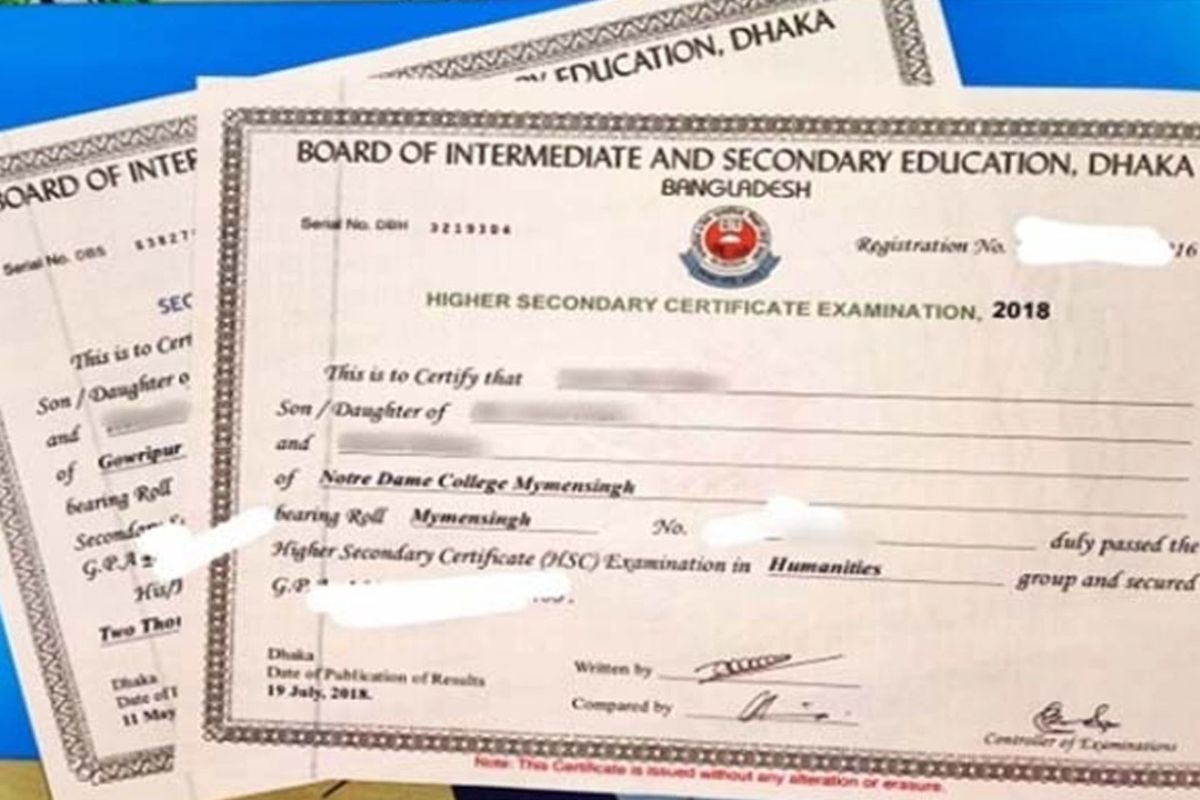 EDUCATION, DHAKA
BOARD OF INTER
Serial No. DBS
SEC
This is to Cert
Son / Daughter o
and
of Gowripur
bearing Roll
G.P.A
His/
Two Thou
Dhaka
Date of
11 May
BOARD OF INTERMEDIATE AND SECONDARY EDUCATION, DHAKA
BANGLADESH
Serial No. DBH 3219304
Registration No. 16
HIGHER SECONDARY CERTIFICATE EXAMINATION, 2018
This is to Certify that
Son / Daughter of
and
of Notre Dame College Mymensingh
bearing Roll Mymensingh No. duly passed the
Higher Secondary Certificate (HSC) Examination in Humanities group and secured
G.P.
Dhaka
Date of Publication of Results
19 July, 2018.
Written by
Compared by
Controller of Examinations
Note: This Certificate is issued without any alteration or erasure.